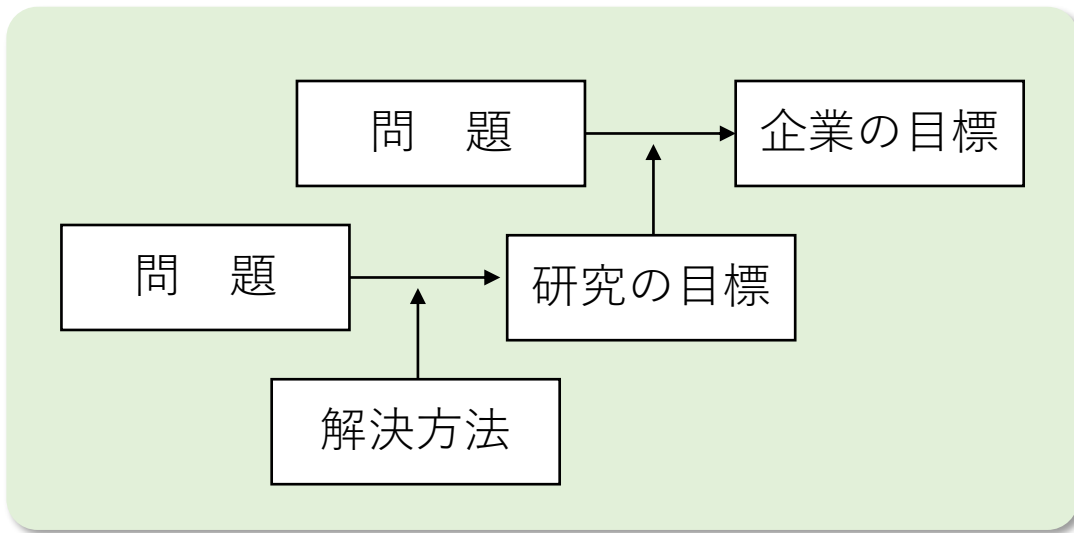 問　題
企業の目標
問　題
研究の目標
解決方法